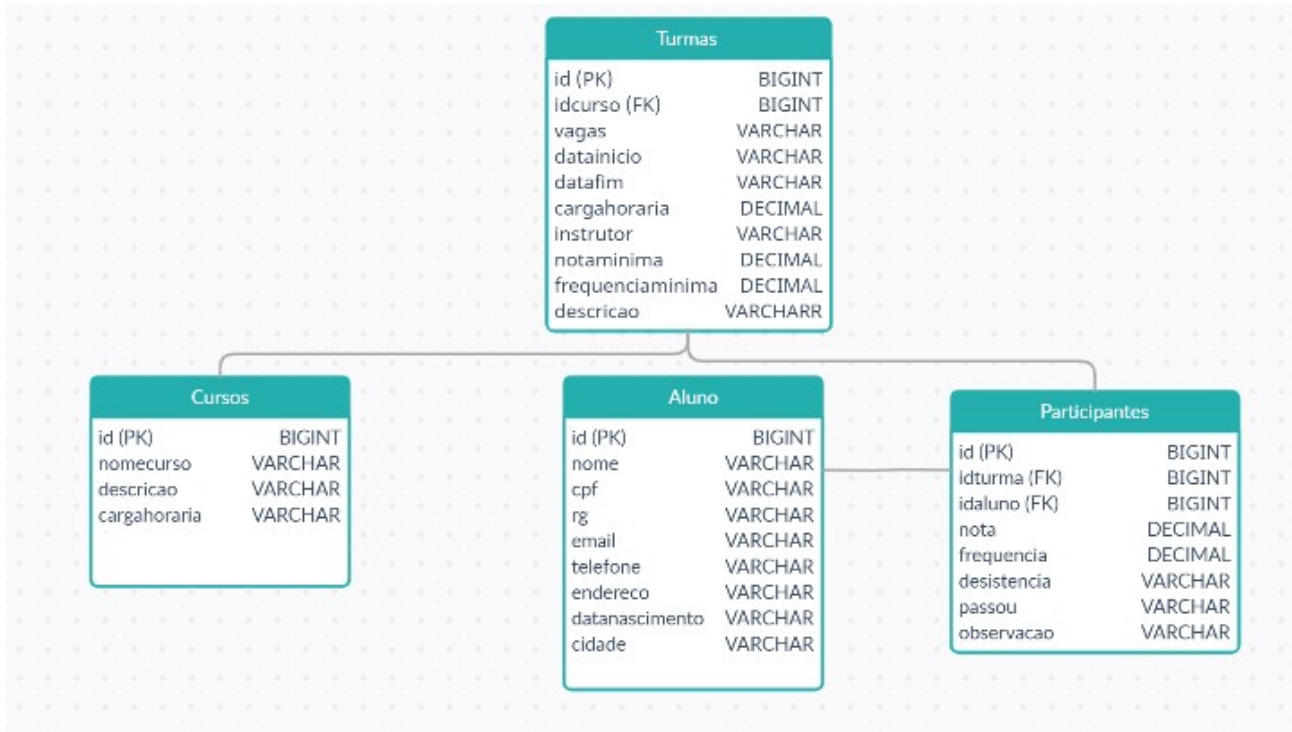 Turmas
id (PK) BIGINT
idcurso (FK) BIGINT
vagas VARCHAR
datainicio VARCHAR
datafim VARCHAR
cargahoraria DECIMAL
instrutor VARCHAR
notaminima DECIMAL
frequenciaminima DECIMAL
descricao VARCHARR
Cursos
id (PK) BIGINT
nomecurso VARCHAR
descricao VARCHAR
cargahoraria VARCHAR
Aluno
id (PK) BIGINT
nome VARCHAR
cpf VARCHAR
rg VARCHAR
email VARCHAR
telefone VARCHAR
endereco VARCHAR
datanascimento VARCHAR
cidade VARCHAR
Participantes
id (PK) BIGINT
idturma (FK) BIGINT
idaluno (FK) BIGINT
nota DECIMAL
frequencia DECIMAL
desistencia VARCHAR
passou VARCHAR
observacao VARCHAR